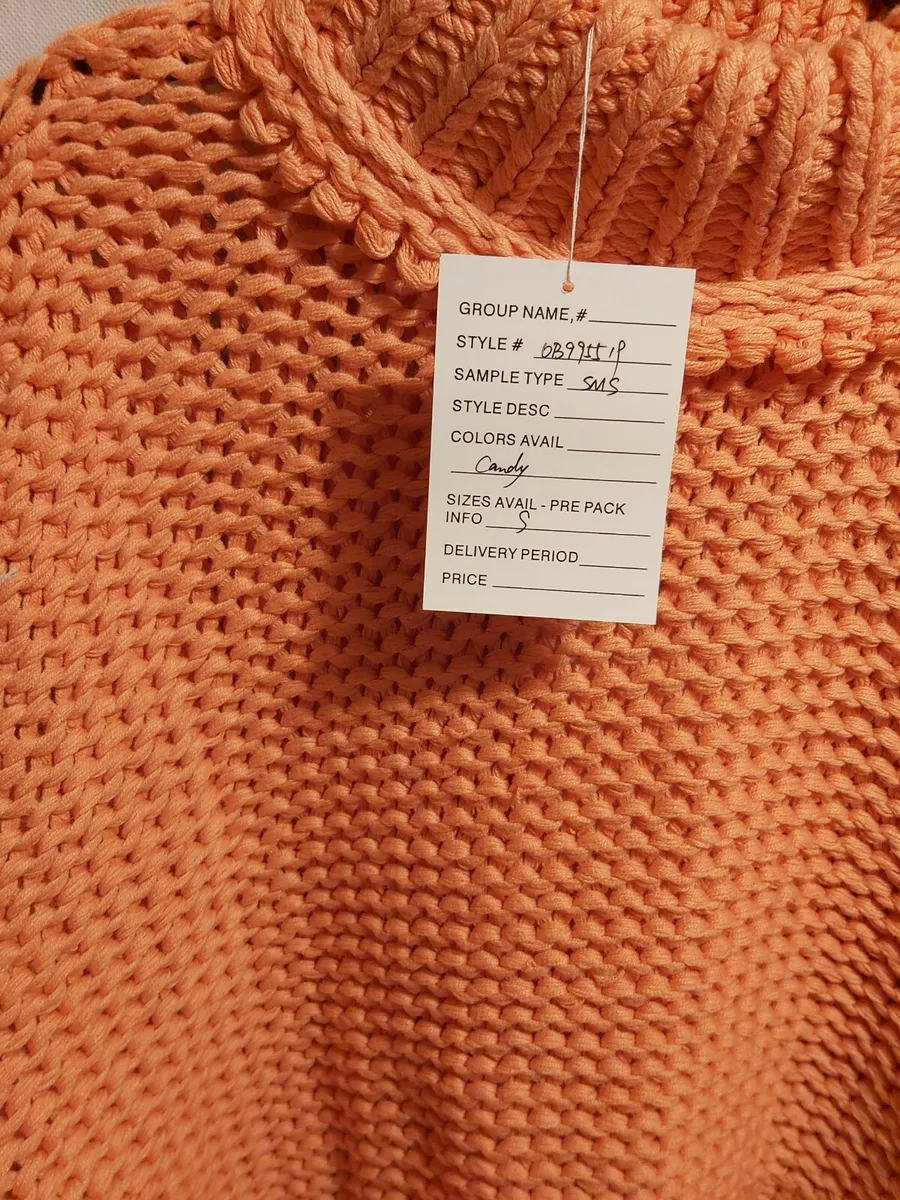 GROUP NAME,#
STYLE # OB995519
SAMPLE TYPE SMS
STYLE DESC
COLORS AVAIL
Candy
SIZES AVAIL - PRE PACK
INFO S
DELIVERY PERIOD
PRICE